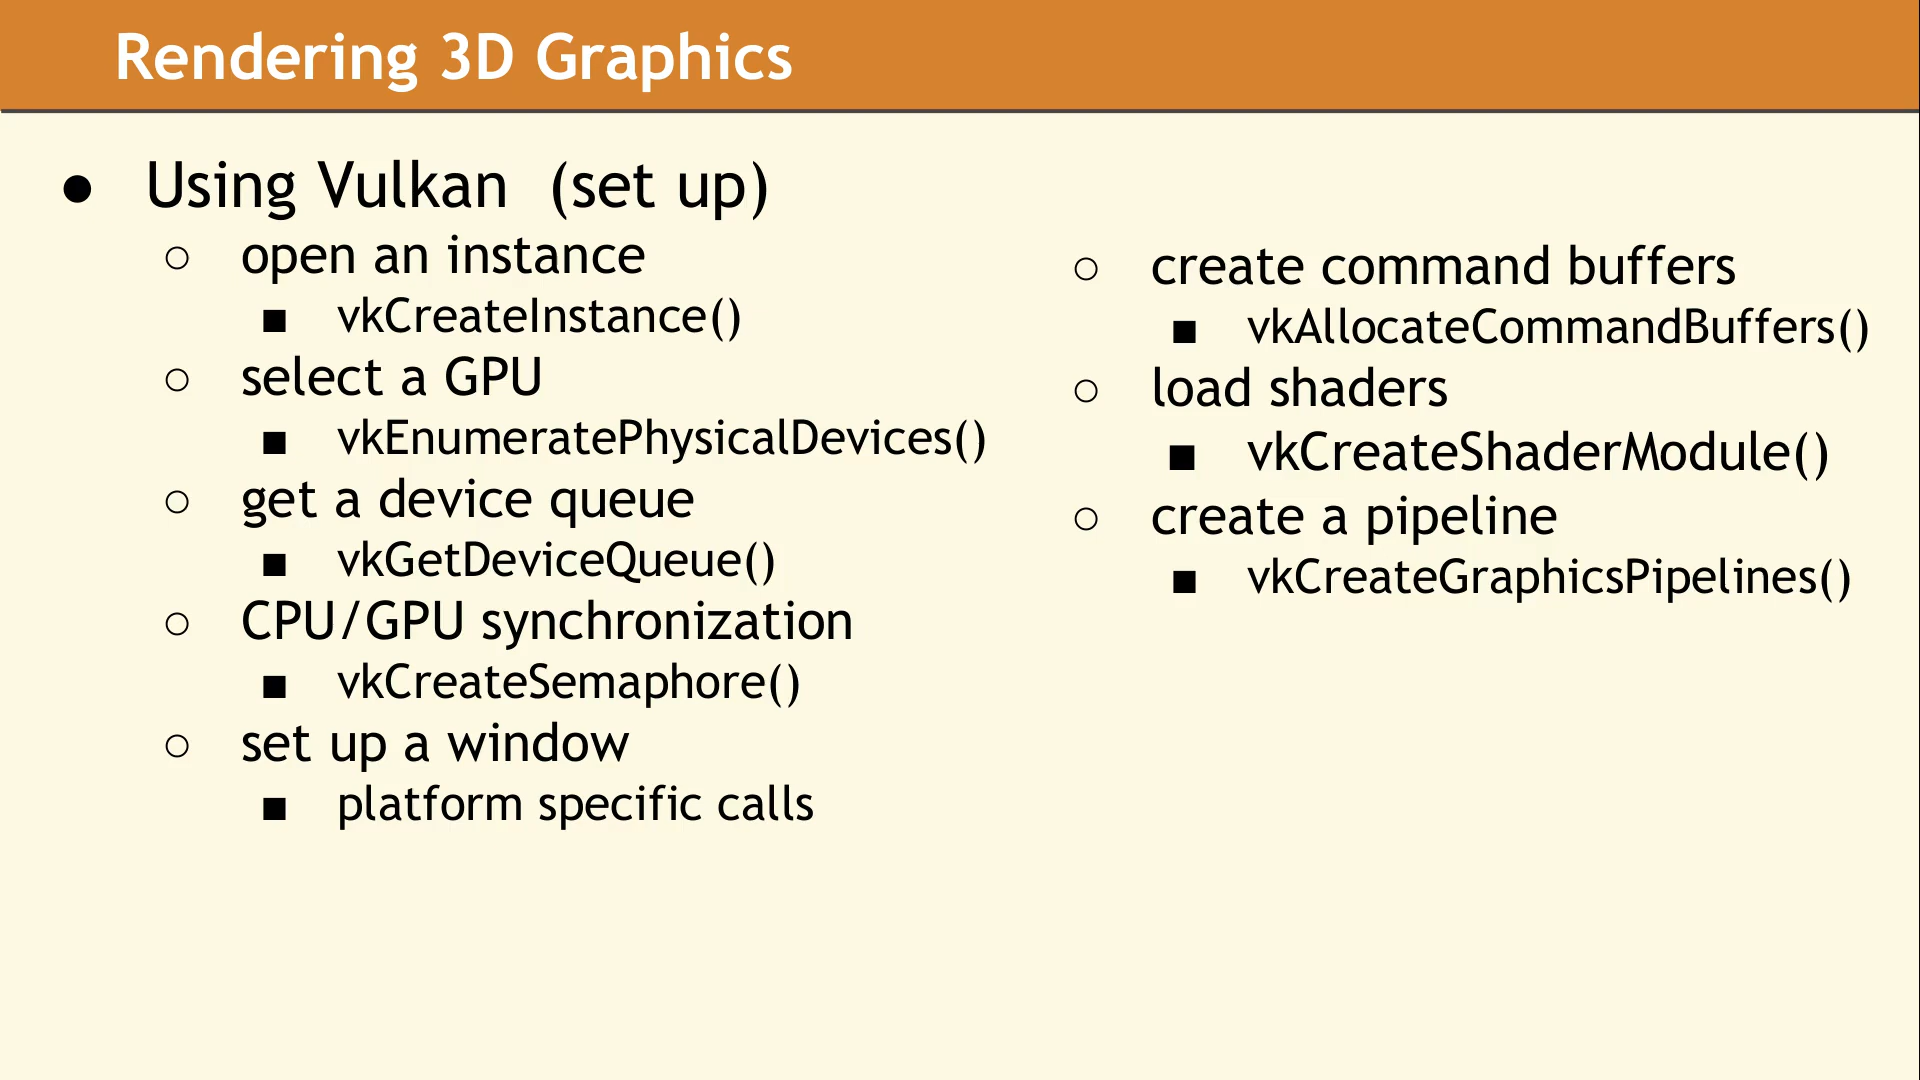 Rendering 3D Graphics
● Using Vulkan (set up)
○ open an instance
■ vkCreateInstance()
○ select a GPU
■ vkEnumeratePhysicalDevices()
○ get a device queue
■ vkGetDeviceQueue()
○ CPU/GPU synchronization
■ vkCreateSemaphore()
○ set up a window
■ platform specific calls
○ create command buffers
■ vkAllocateCommandBuffers()
○ load shaders
■ vkCreateShaderModule()
○ create a pipeline
■ vkCreateGraphicsPipelines()